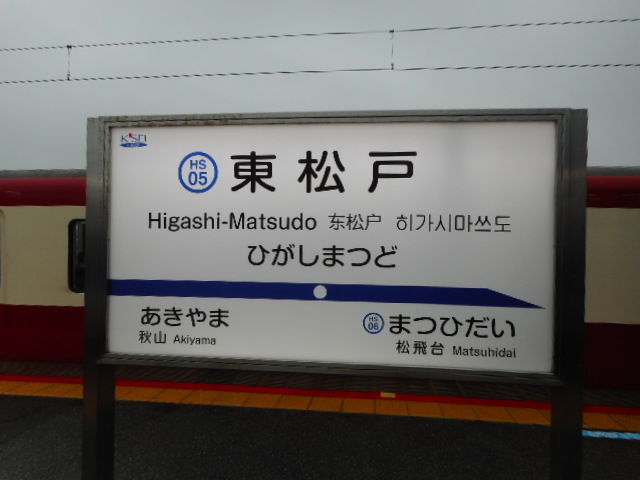 HS
05
東松戸
Higashi-Matsudo 东松户 히가시마쓰도
ひがしまつど
あきやま
秋山 Akiyama
HS
06
まつひだい
松飛台 Matsuhidai